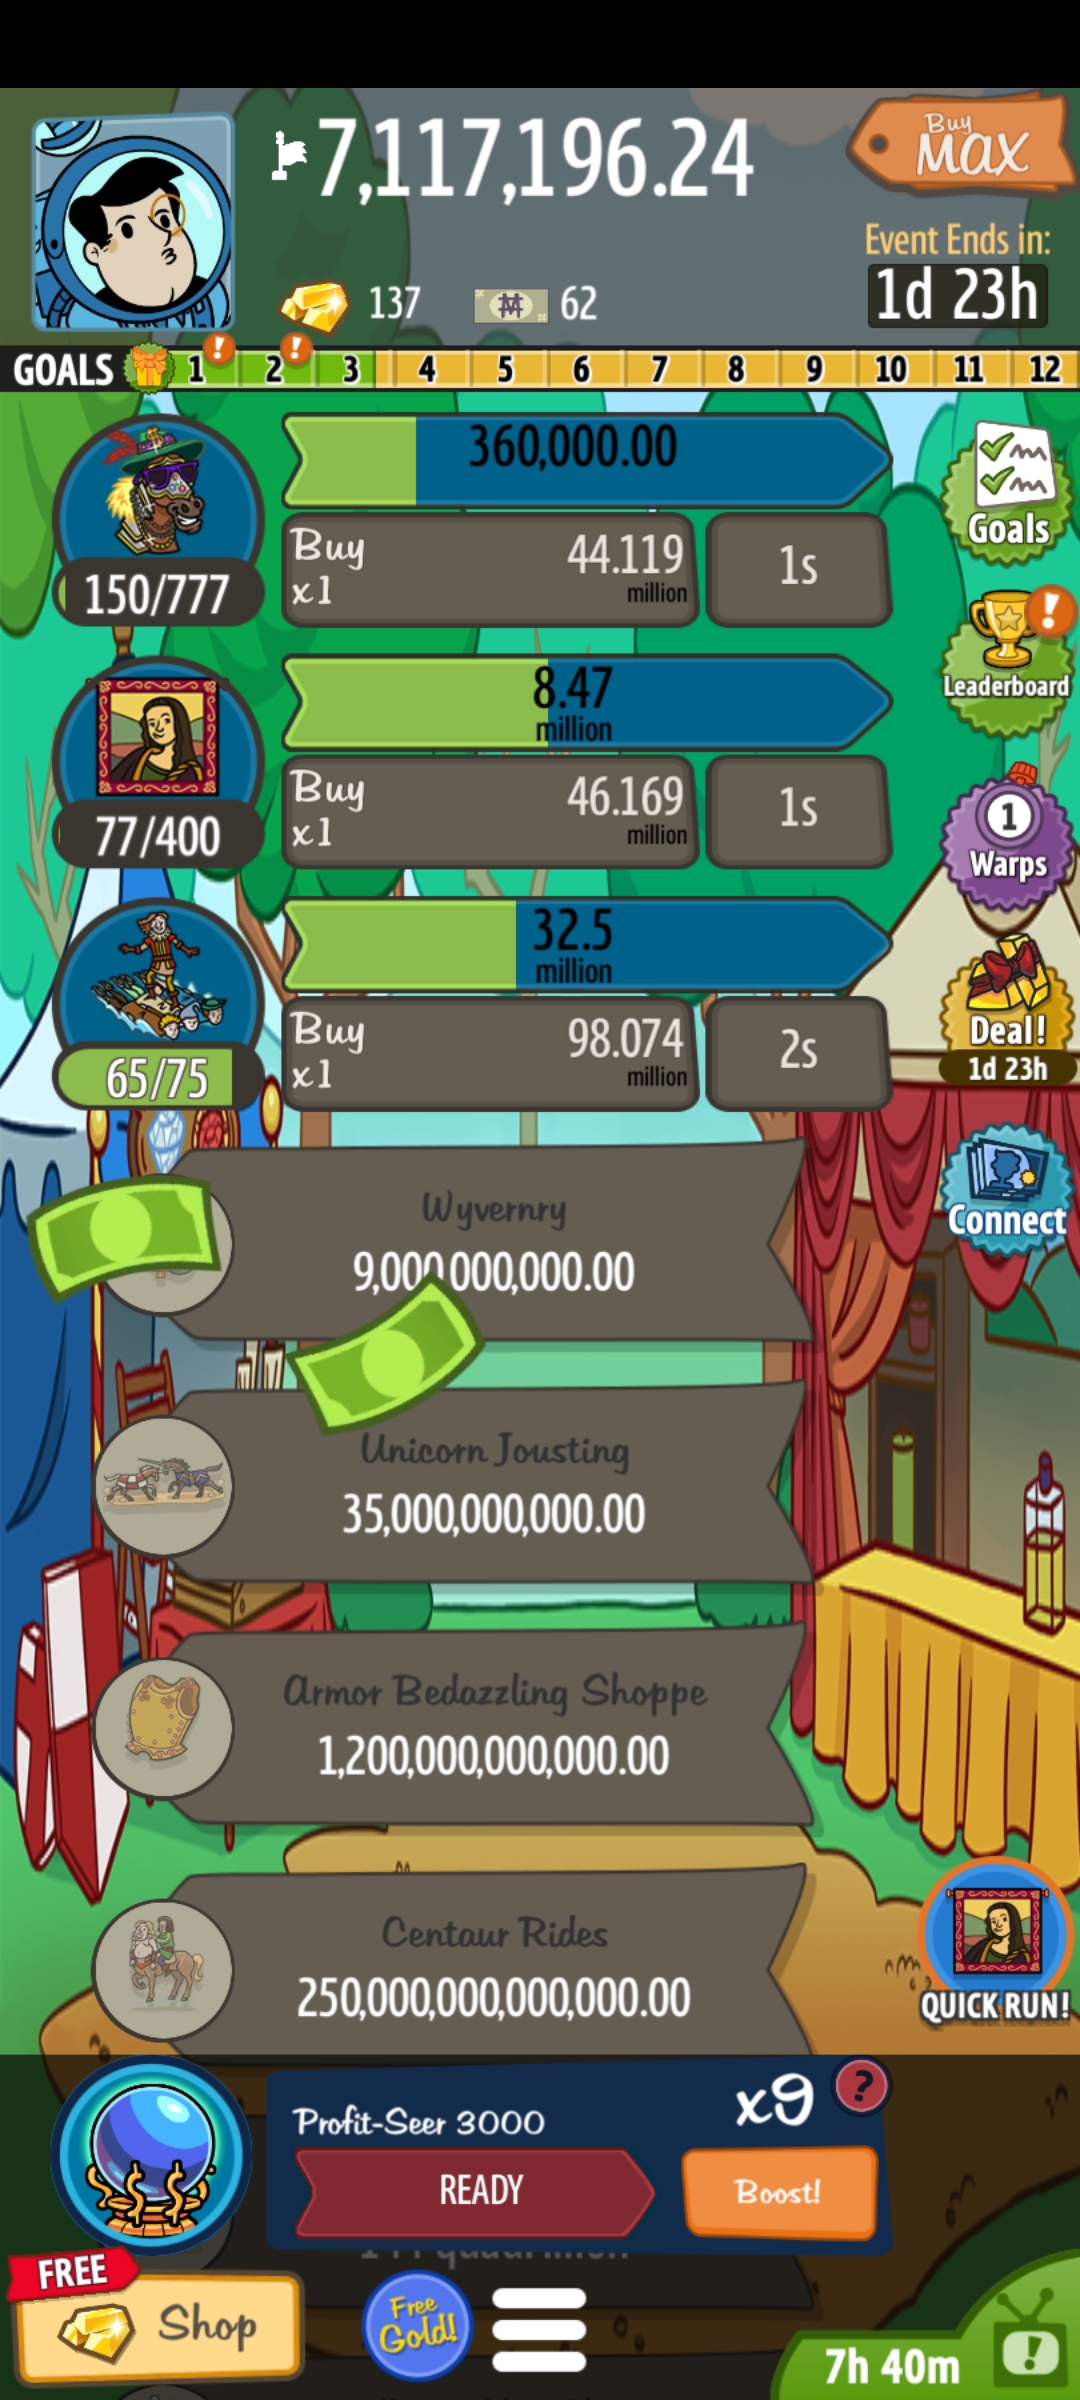 7,117,196.24
Buy
Max
Event Ends in:
1d 23h
137
62
GOALS 1 ! 2 ! 3 4 5 6 7 8 9 10 11 12
360,000.00
Buy
x1
44.119
million
1s
150/777
Goals
8.47
million
!
Leaderboard
Buy
x1
46.169
million
1s
77/400
1
Warps
32.5
million
Buy
x1
98.074
million
2s
65/75
Deal!
1d 23h
Wyvernry
9,000,000,000.00
Connect
Unicorn Jousting
35,000,000,000.00
Armor Bedazzling Shoppe
1,200,000,000,000.00
Centaur Rides
250,000,000,000,000.00
QUICK RUN!
Profit-Seer 3000
x9
?
READY
Boost!
FREE
Shop
Free
Gold!
7h 40m
!